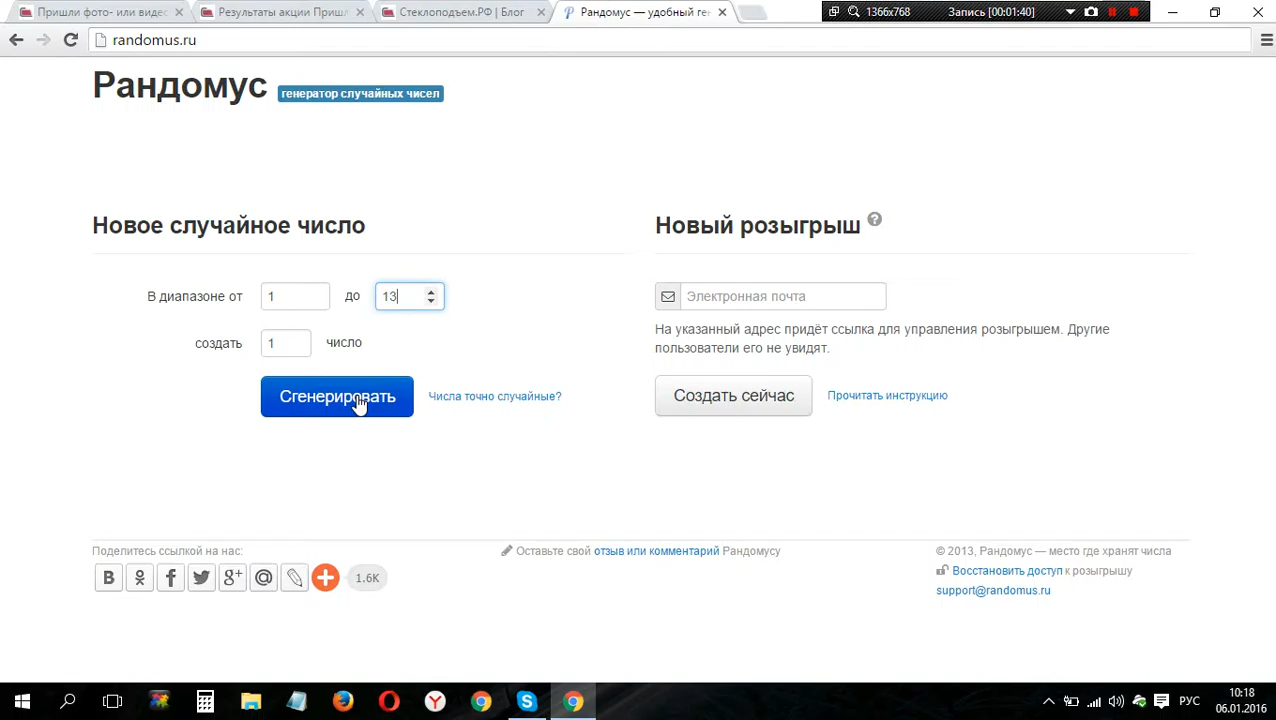 Пришли фото- или видео
Результаты акции Пришл
Стеклоподъем.РФ | Блог
Рандомус — удобный ген
1366x768
Запись [00:01:40]
randomus.ru
Рандомус генератор случайных чисел
Новое случайное число
В диапазоне от 1 до 13
создать 1 число
Сгенерировать Числа точно случайные?
Новый розыгрыш ?
Электронная почта
На указанный адрес придёт ссылка для управления розыгрышем. Другие
пользователи его не увидят.
Создать сейчас Прочитать инструкцию
Поделитесь ссылкой на нас:
1.6K
Оставьте свой отзыв или комментарий Рандомусу
© 2013, Рандомус — место где хранят числа
Восстановить доступ к розыгрышу
support@randomus.ru
РУС
10:18
06.01.2016